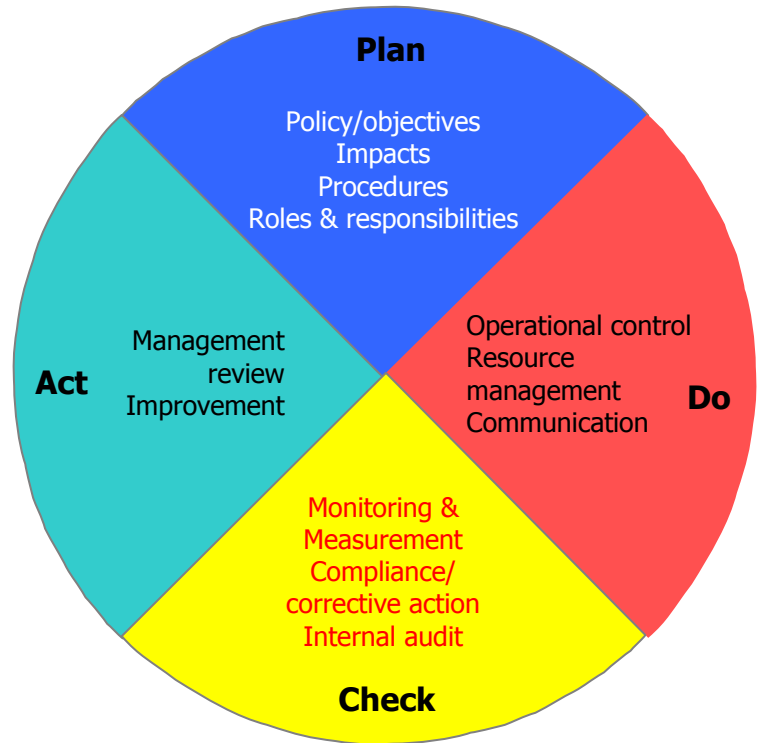 Plan
Policy/objectives
Impacts
Procedures
Roles & responsibilities
Operational control
Resource
management
Communication
Do
Monitoring &
Measurement
Compliance/
corrective action
Internal audit
Check
Management
review
Improvement
Act